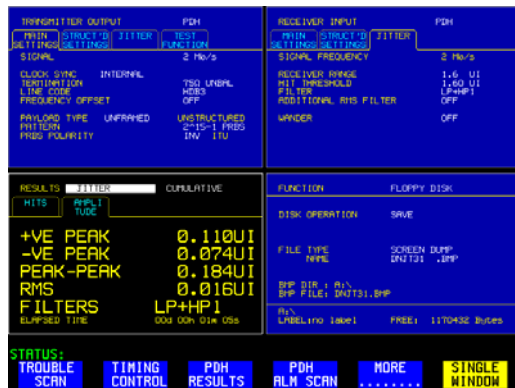 TRANSMITTER OUTPUT PDH
MAIN SETTINGS STRUCT'D SETTINGS JITTER TEST FUNCTION
SIGNAL 2 Mb/s
CLOCK SYNC INTERNAL
TERMINATION 75Ω UNBAL
LINE CODE HDB3
FREQUENCY OFFSET OFF
PAYLOAD TYPE UNFRAMED UNSTRUCTURED
PATTERN 2^15-1 PRBS
PRBS POLARITY INV ITU
RECEIVER INPUT PDH
MAIN SETTINGS STRUCT'D SETTINGS JITTER
SIGNAL FREQUENCY 2 Mb/s
RECEIVER RANGE 1.6 UI
HIT THRESHOLD 1.60 UI
FILTER LP+HP1
ADDITIONAL RMS FILTER OFF
WANDER OFF
RESULTS JITTER CUMULATIVE
HITS AMPLITUDE
+VE PEAK 0.110UI
-VE PEAK 0.074UI
PEAK-PEAK 0.184UI
RMS 0.016UI
FILTERS LP+HP1
ELAPSED TIME 00d 00h 01m 05s
FUNCTION FLOPPY DISK
DISK OPERATION SAVE
FILE TYPE SCREEN DUMP
NAME DNJT31 .BMP
BMP DIR : A:\
BMP FILE: DNJT31.BMP
A:\
LABEL:no label FREE: 1170432 Bytes
STATUS:
TROUBLE SCAN TIMING CONTROL PDH RESULTS PDH ALM SCAN MORE ........ SINGLE WINDOW